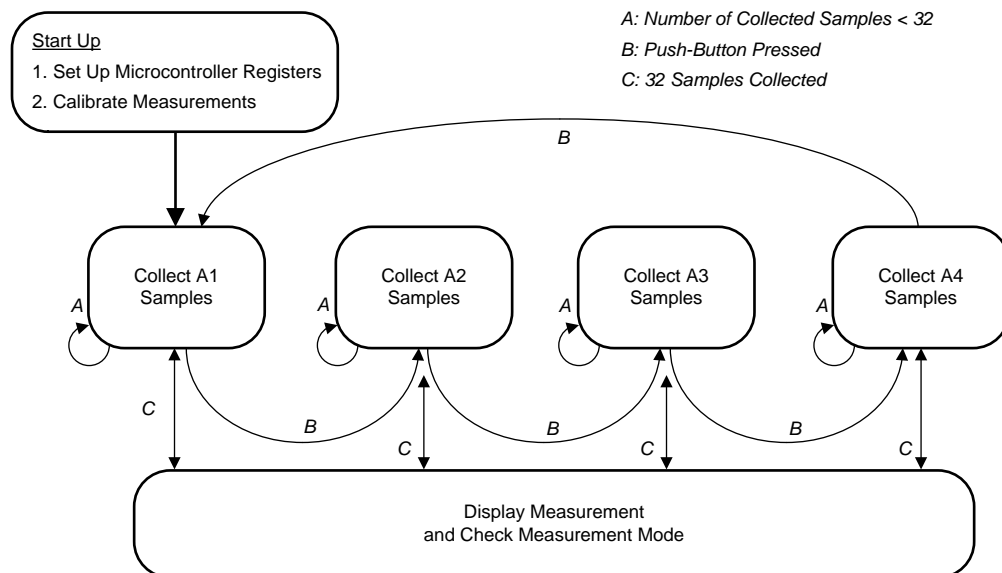 Start Up
1. Set Up Microcontroller Registers
2. Calibrate Measurements
A: Number of Collected Samples < 32
B: Push-Button Pressed
C: 32 Samples Collected
B
Collect A1
Samples
Collect A2
Samples
Collect A3
Samples
Collect A4
Samples
A
A
A
A
C
B
C
B
C
B
C
Display Measurement
and Check Measurement Mode